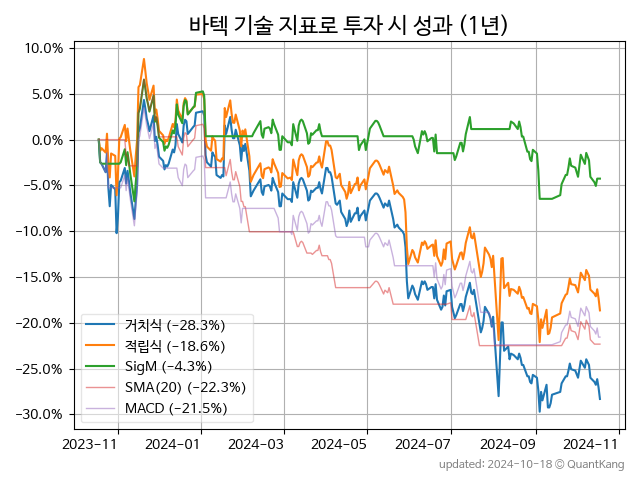 바텍 기술 지표로 투자 시 성과 (1년)
10.0%
5.0%
0.0%
−5.0%
−10.0%
−15.0%
−20.0%
−25.0%
−30.0%
거치식 (−28.3%)
적립식 (−18.6%)
SigM (−4.3%)
SMA(20) (−22.3%)
MACD (−21.5%)
2023−11 2024−01 2024−03 2024−05 2024−07 2024−09 2024−11
updated: 2024-10-18 © QuantKang